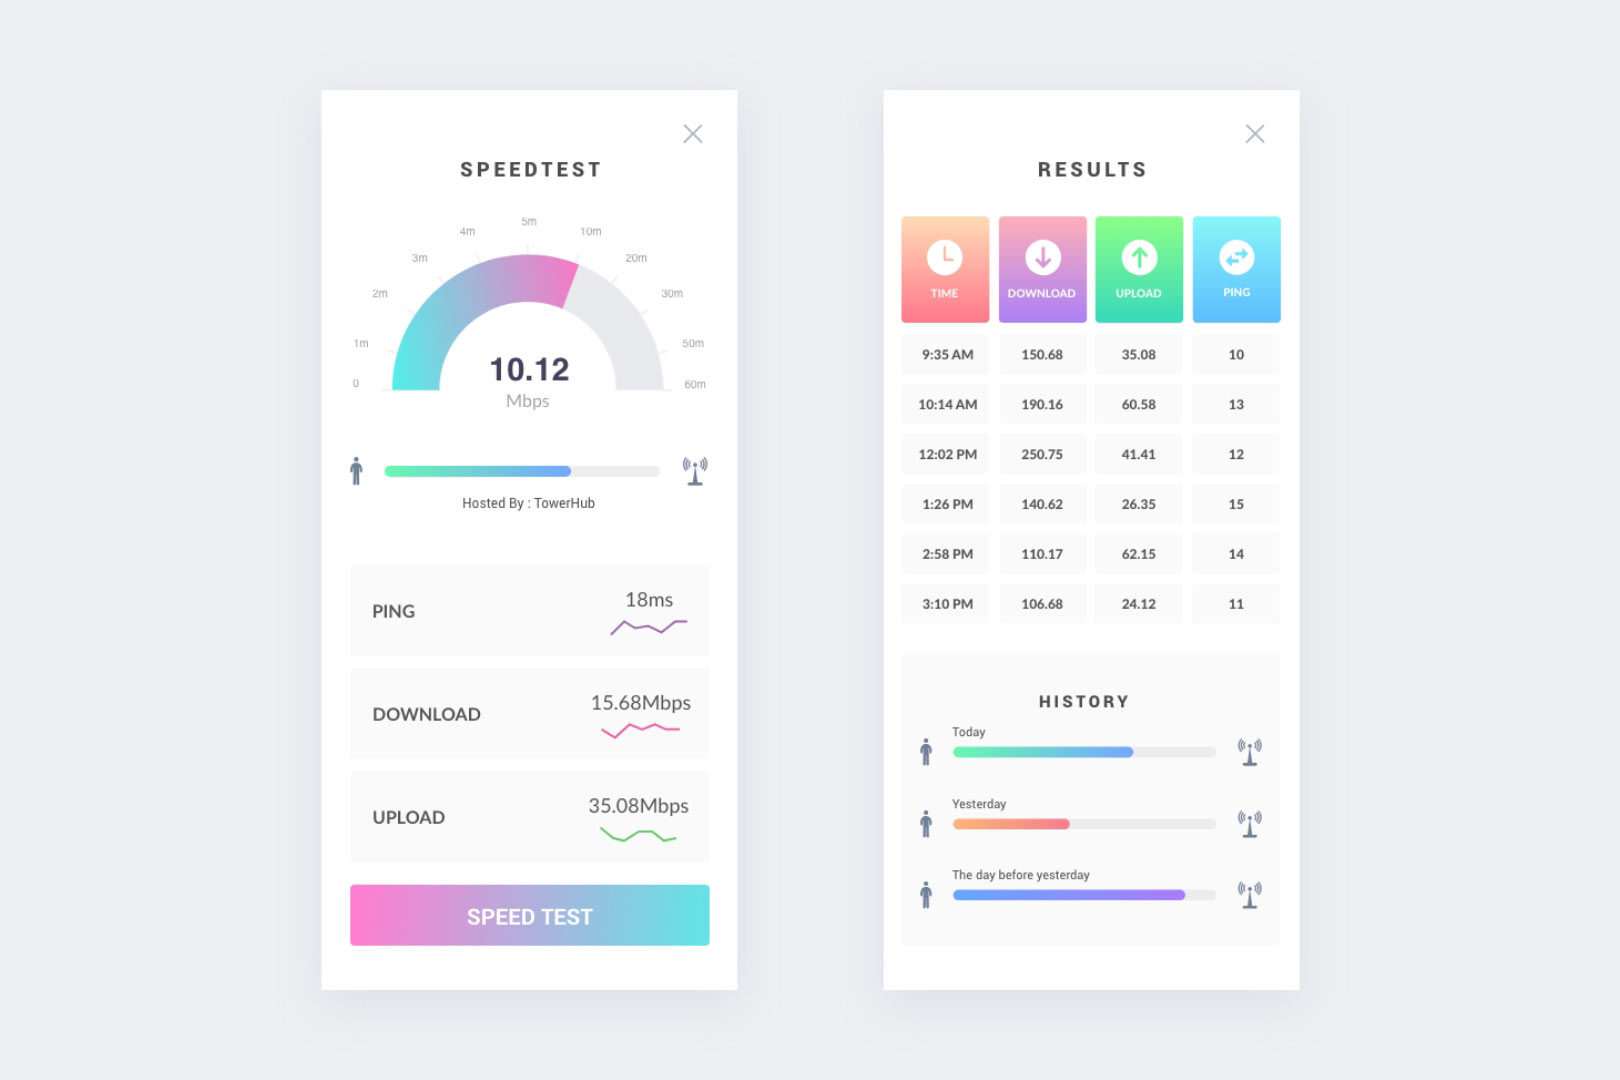 SPEEDTEST
5m
4m
10m
3m
20m
2m
30m
1m
50m
0
60m
10.12
Mbps
Hosted By : TowerHub
PING
18ms
DOWNLOAD
15.68Mbps
UPLOAD
35.08Mbps
SPEED TEST
RESULTS
TIME DOWNLOAD UPLOAD PING
9:35 AM 150.68 35.08 10
10:14 AM 190.16 60.58 13
12:02 PM 250.75 41.41 12
1:26 PM 140.62 26.35 15
2:58 PM 110.17 62.15 14
3:10 PM 106.68 24.12 11
HISTORY
Today
Yesterday
The day before yesterday